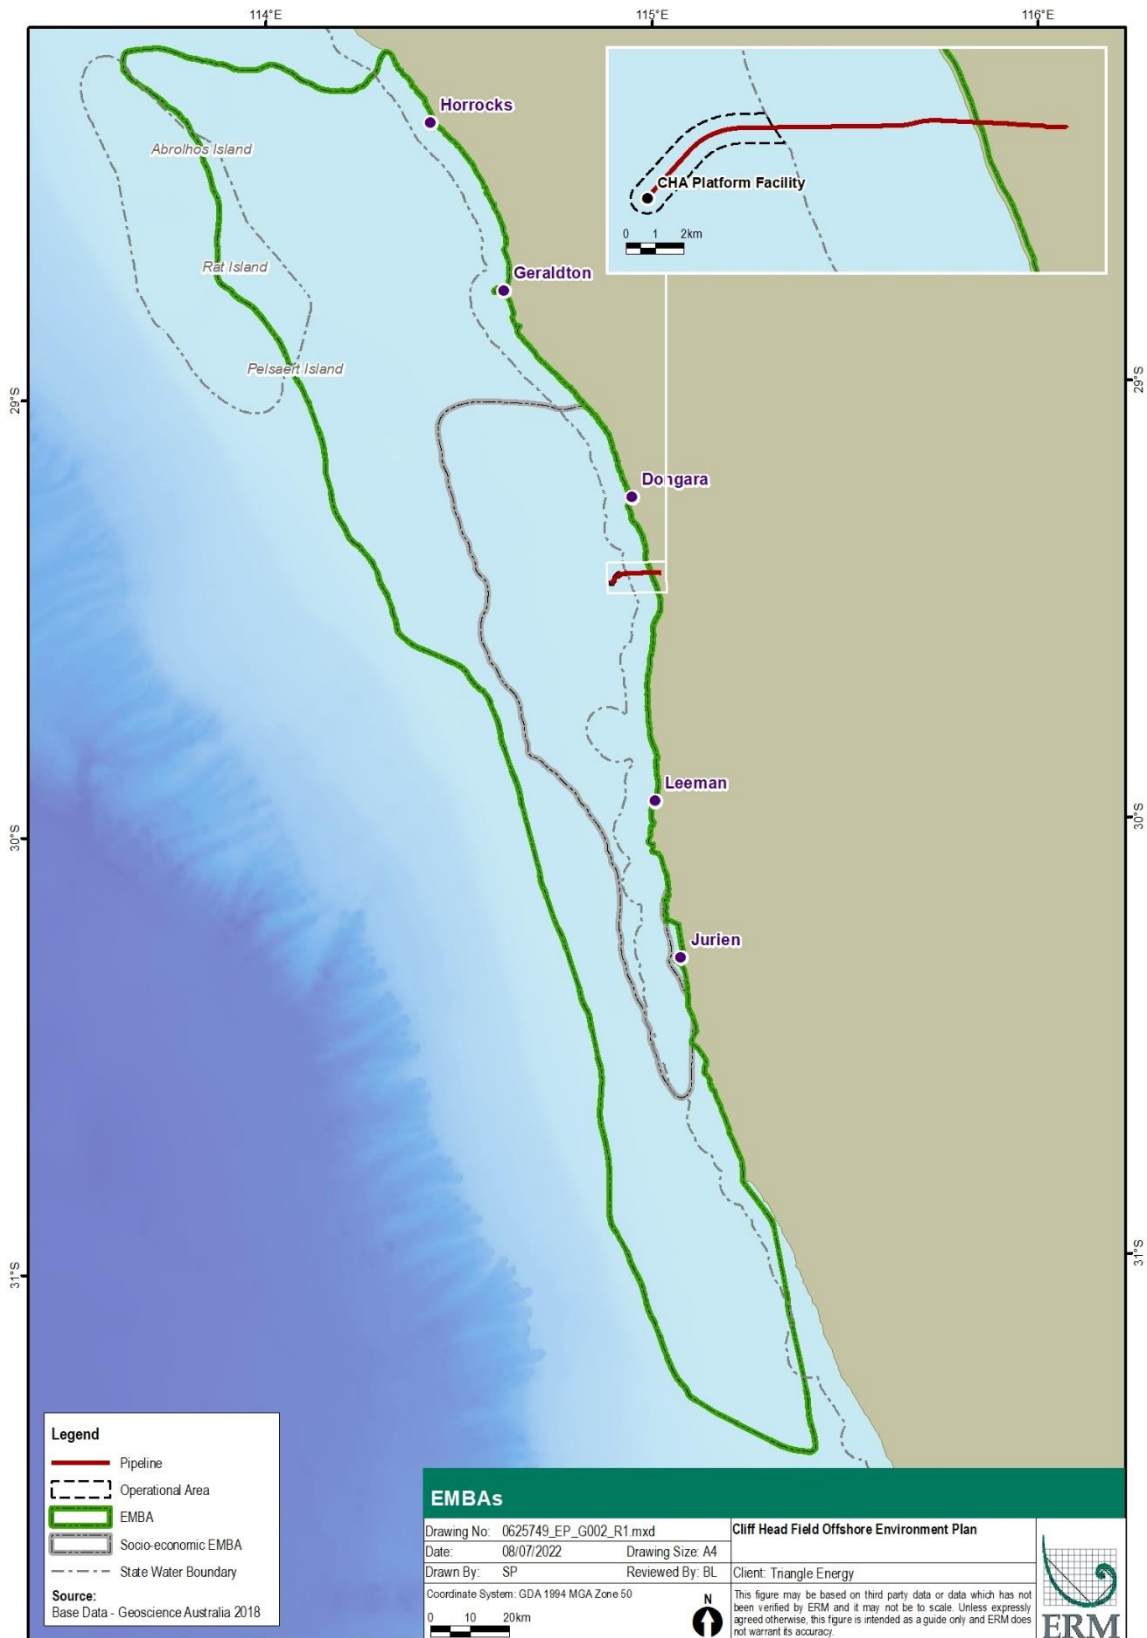 114°E
115°E
116°E
Horrocks
Abrolhos Island
CHA Platform Facility
0 1 2km
Rat Island
Geraldton
Pelsaert Island
29°S
29°S
Dongara
Leeman
30°S
30°S
Jurien
31°S
31°S
Legend
Pipeline
Operational Area
EMBA
Socio-economic EMBA
State Water Boundary
Source:
Base Data - Geoscience Australia 2018
EMBAs
Drawing No: 0625749_EP_G002_R1.mxd
Date: 08/07/2022 Drawing Size: A4
Drawn By: SP Reviewed By: BL
Coordinate System: GDA 1994 MGA Zone 50
0 10 20km
N
Cliff Head Field Offshore Environment Plan
Client: Triangle Energy
This figure may be based on third party data or data which has not
been verified by ERM and it may not be to scale. Unless expressly
agreed otherwise, this figure is intended as a guide only and ERM does
not warrant its accuracy.
ERM